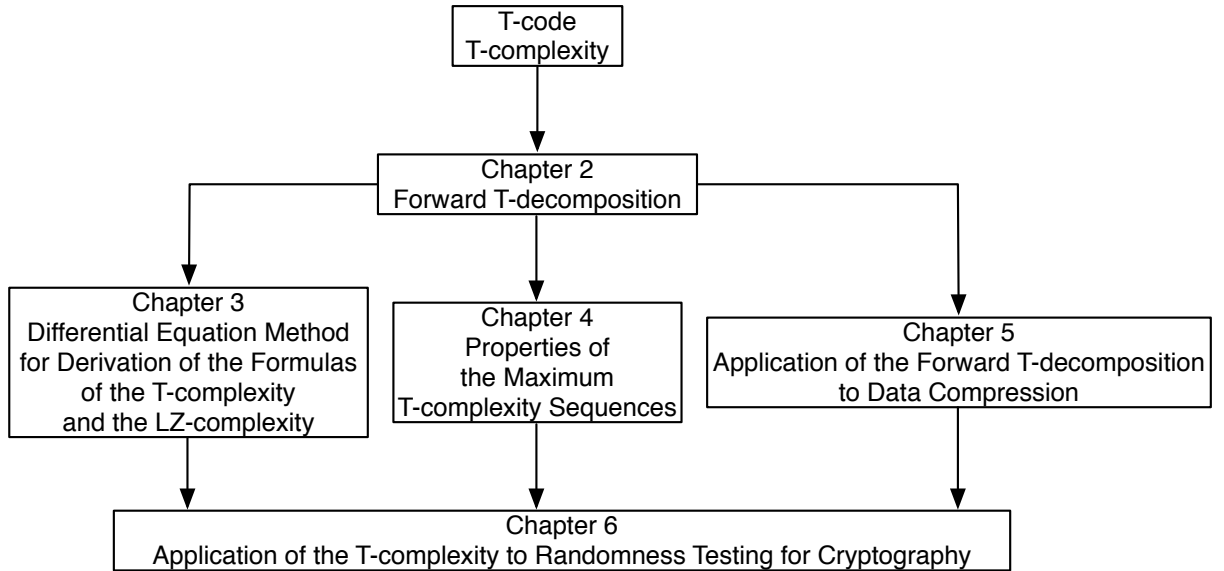 T-code
T-complexity
Chapter 2
Forward T-decomposition
Chapter 3
Differential Equation Method
for Derivation of the Formulas
of the T-complexity
and the LZ-complexity
Chapter 4
Properties of
the Maximum
T-complexity Sequences
Chapter 5
Application of the Forward T-decomposition
to Data Compression
Chapter 6
Application of the T-complexity to Randomness Testing for Cryptography